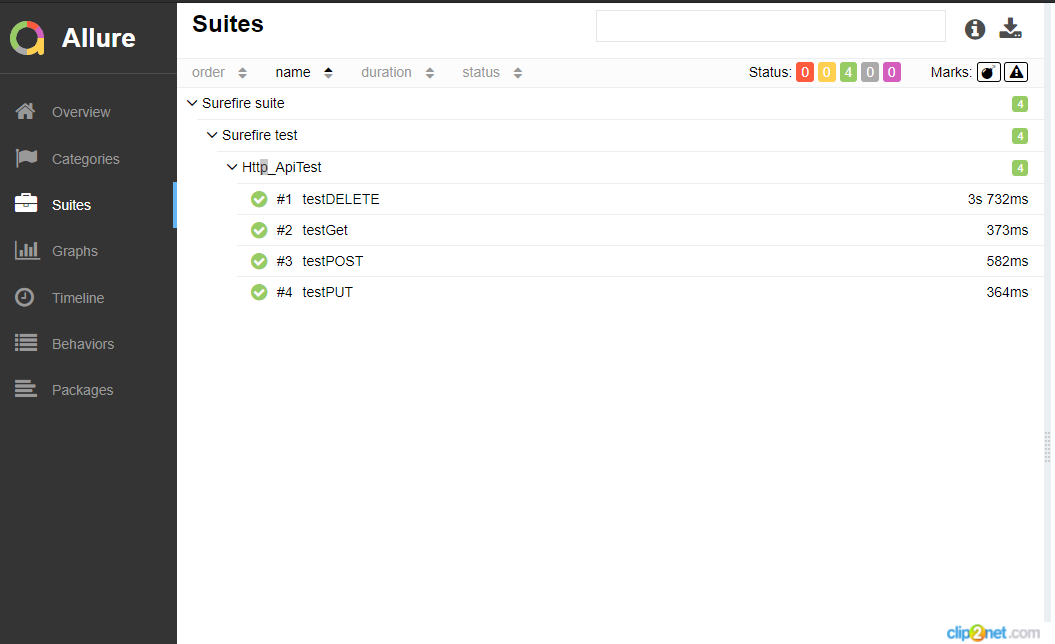 Allure
Overview
Categories
Suites
Graphs
Timeline
Behaviors
Packages
Suites
order name duration status Status: 0 0 4 0 0 Marks:
Surefire suite 4
Surefire test 4
Http_ApiTest 4
#1 testDELETE 3s 732ms
#2 testGet 373ms
#3 testPOST 582ms
#4 testPUT 364ms
clip2net.com